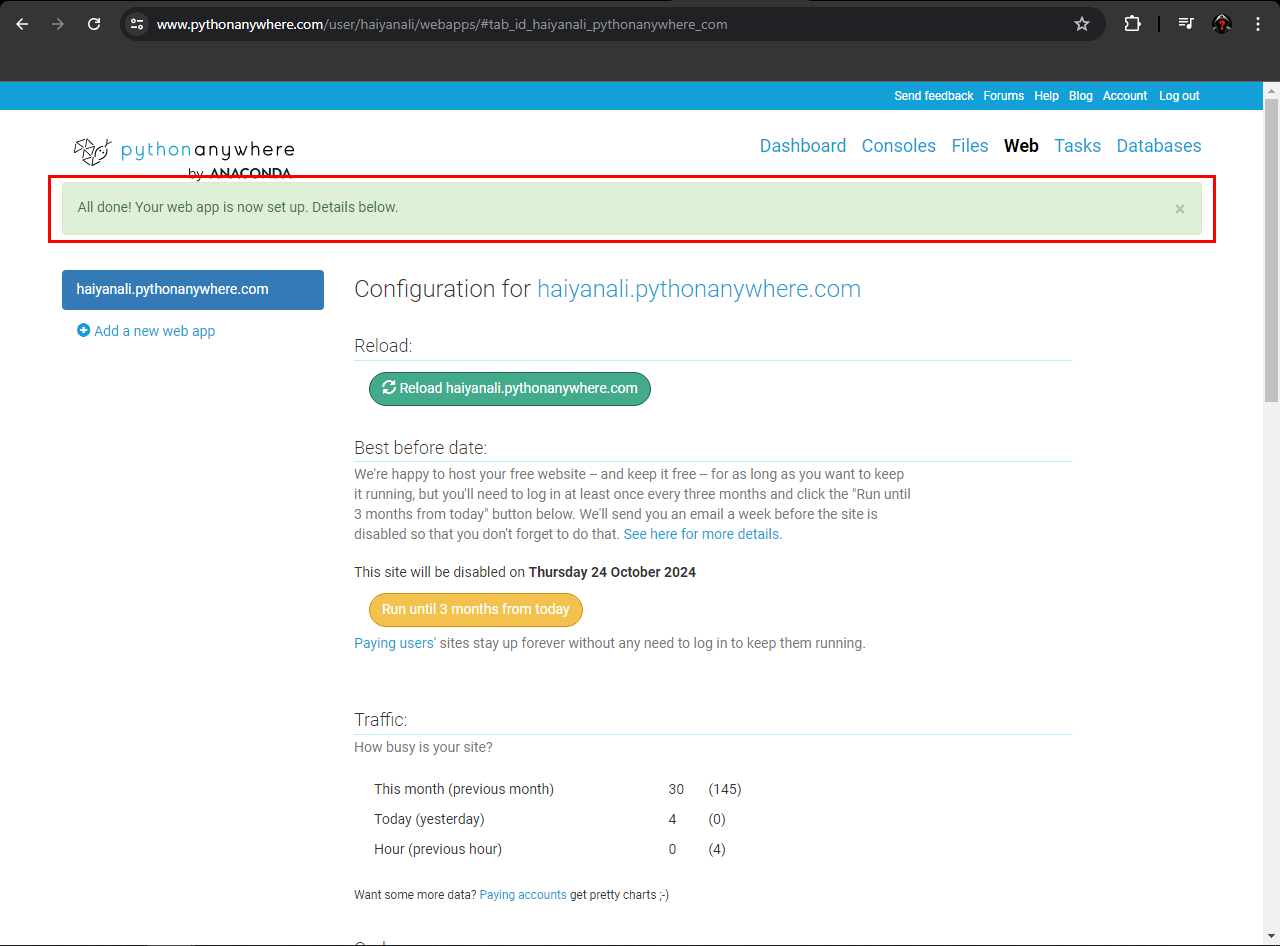 www.pythonanywhere.com/user/haiyanali/webapps/#tab_id_haiyanali_pythonanywhere_com
Send feedback Forums Help Blog Account Log out
pythonanywhere
by ANACONDA
Dashboard Consoles Files Web Tasks Databases
All done! Your web app is now set up. Details below. ×
haiyanali.pythonanywhere.com
Add a new web app
Configuration for haiyanali.pythonanywhere.com
Reload:
Reload haiyanali.pythonanywhere.com
Best before date:
We're happy to host your free website -- and keep it free -- for as long as you want to keep
it running, but you'll need to log in at least once every three months and click the "Run until
3 months from today" button below. We'll send you an email a week before the site is
disabled so that you don't forget to do that. See here for more details.
This site will be disabled on Thursday 24 October 2024
Run until 3 months from today
Paying users' sites stay up forever without any need to log in to keep them running.
Traffic:
How busy is your site?
This month (previous month) 30 (145)
Today (yesterday) 4 (0)
Hour (previous hour) 0 (4)
Want some more data? Paying accounts get pretty charts ;-)